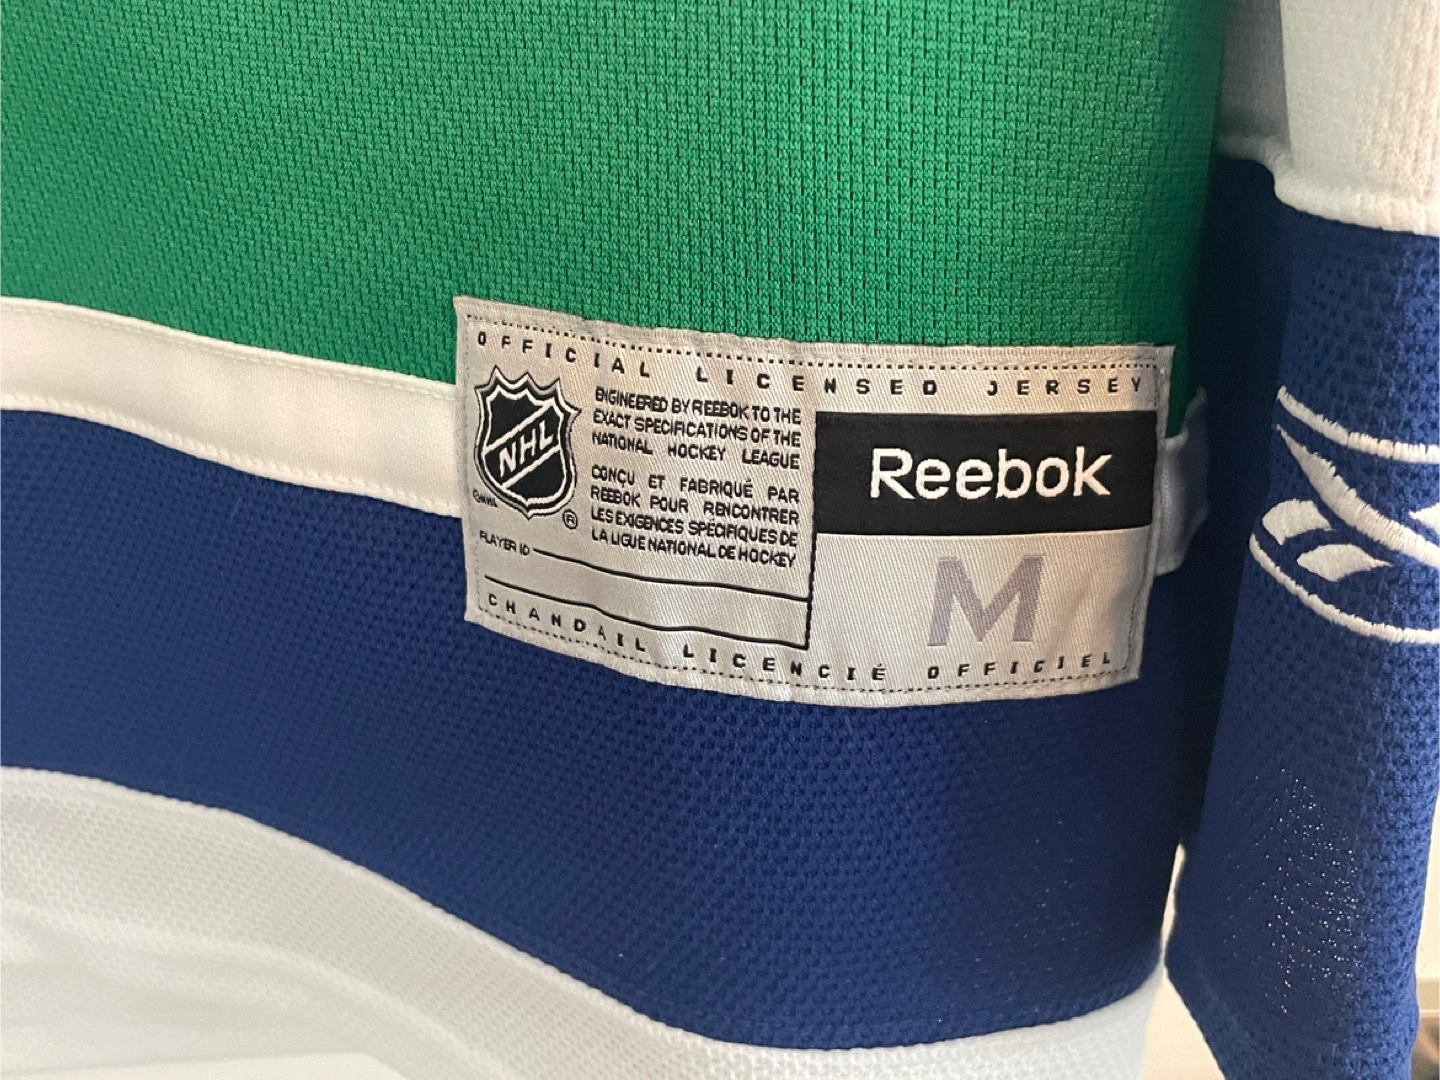 OFFICIAL LICENSED JERSEY
NHL
©NHL
®
ENGINEERED BY REEBOK TO THE
EXACT SPECIFICATIONS OF THE
NATIONAL HOCKEY LEAGUE
CONÇU ET FABRIQUÉ PAR
REEBOK POUR RENCONTRER
LES EXIGENCES SPÉCIFIQUES DE
LA LIGUE NATIONAL DE HOCKEY
PLAYER ID
Reebok
M
CHANDAIL LICENCIÉ OFFICIEL